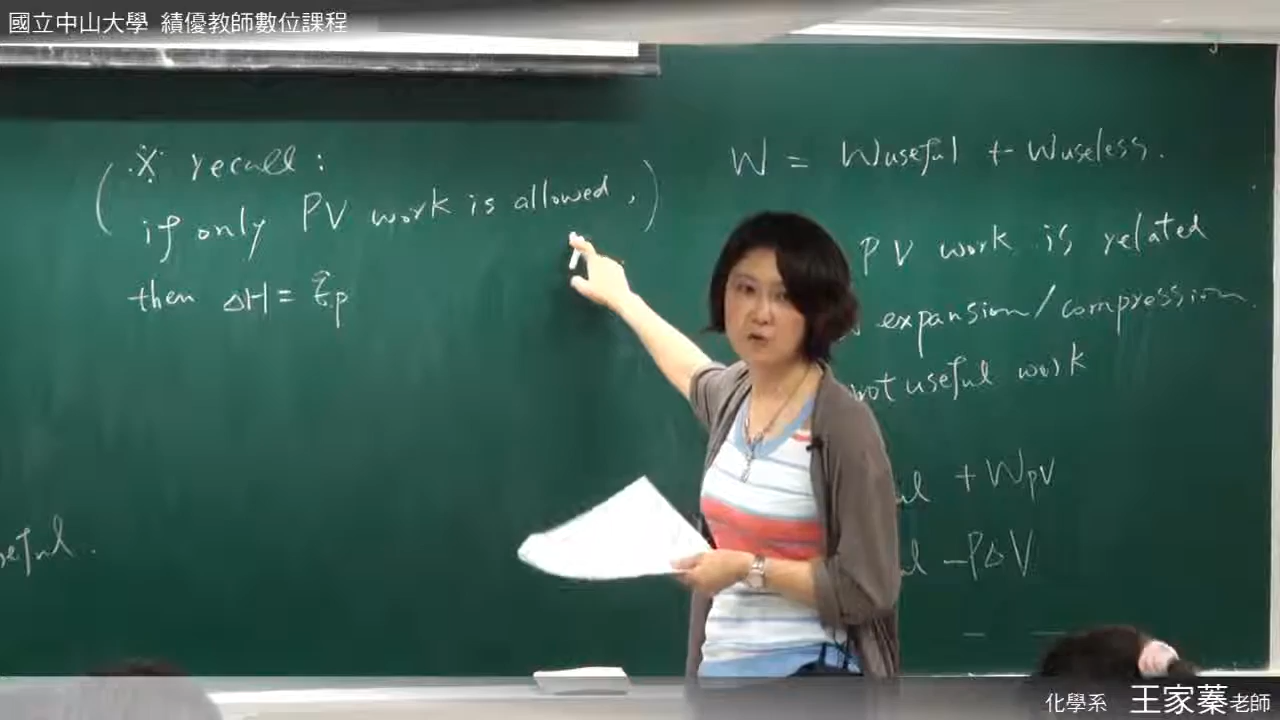 國立中山大學 績優教師數位課程
※ recall :
( if only PV work is allowed , )
then ΔH = q_p
W = Wuseful + Wuseless .
PV work is related
expansion/compression .
not useful work
+ W_PV
- PΔV
化學系 王家蓁老師